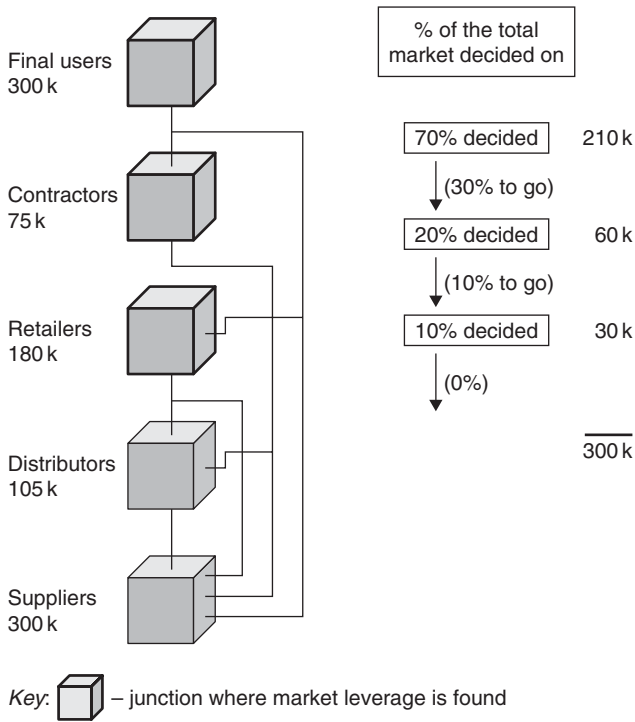 % of the total
market decided on
Final users
300 k
70% decided 210 k
(30% to go)
Contractors
75 k
20% decided 60 k
(10% to go)
Retailers
180 k
10% decided 30 k
(0%)
Distributors
105 k
300 k
Suppliers
300 k
Key: – junction where market leverage is found